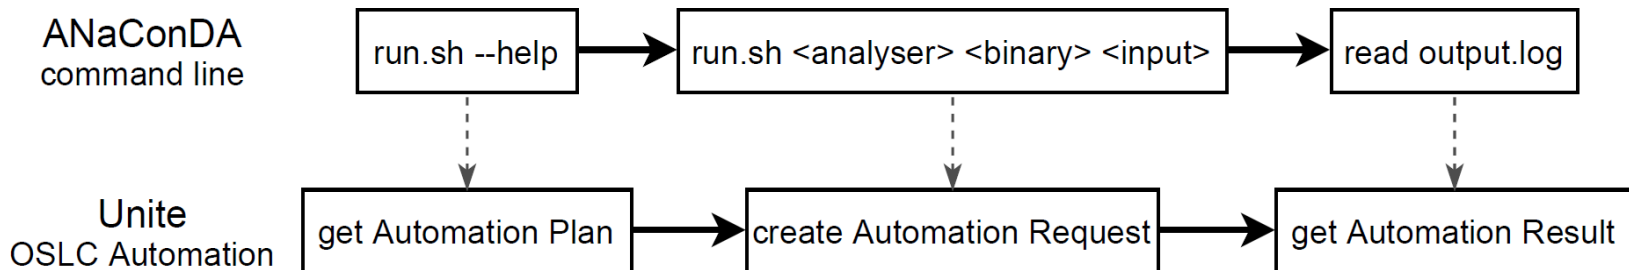 ANaConDA
command line
run.sh --help
run.sh <analyser> <binary> <input>
read output.log
Unite
OSLC Automation
get Automation Plan
create Automation Request
get Automation Result